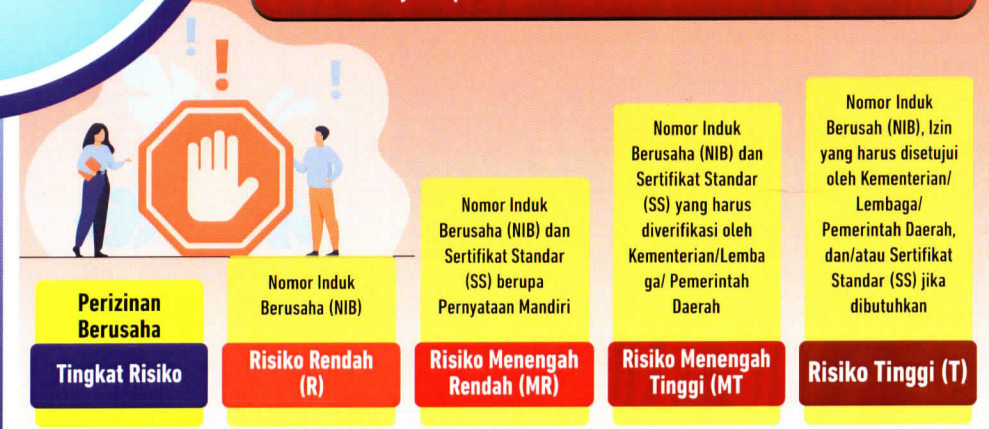 Perizinan
Berusaha
Tingkat Risiko
Nomor Induk
Berusaha (NIB)
Risiko Rendah
(R)
Nomor Induk
Berusaha (NIB) dan
Sertifikat Standar
(SS) berupa
Pernyataan Mandiri
Risiko Menengah
Rendah (MR)
Nomor Induk
Berusaha (NIB) dan
Sertifikat Standar
(SS) yang harus
diverifikasi oleh
Kementerian/Lemba
ga/ Pemerintah
Daerah
Risiko Menengah
Tinggi (MT
Nomor Induk
Berusah (NIB), Izin
yang harus disetujui
oleh Kementerian/
Lembaga/
Pemerintah Daerah,
dan/atau Sertifikat
Standar (SS) jika
dibutuhkan
Risiko Tinggi (T)